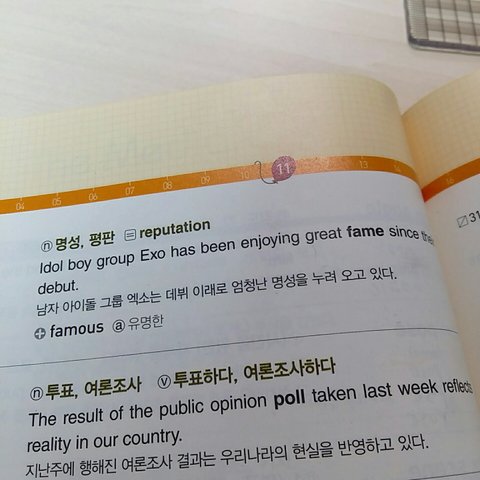 04 05 06 07 08 09 10 11 12 13 14
16
ⓝ 명성, 평판 = reputation
Idol boy group Exo has been enjoying great fame since their
debut.
남자 아이돌 그룹 엑소는 데뷔 이래로 엄청난 명성을 누려 오고 있다.
famous ⓐ 유명한
ⓝ 투표, 여론조사 ⓥ 투표하다, 여론조사하다
The result of the public opinion poll taken last week reflects
reality in our country.
지난주에 행해진 여론조사 결과는 우리나라의 현실을 반영하고 있다.
31